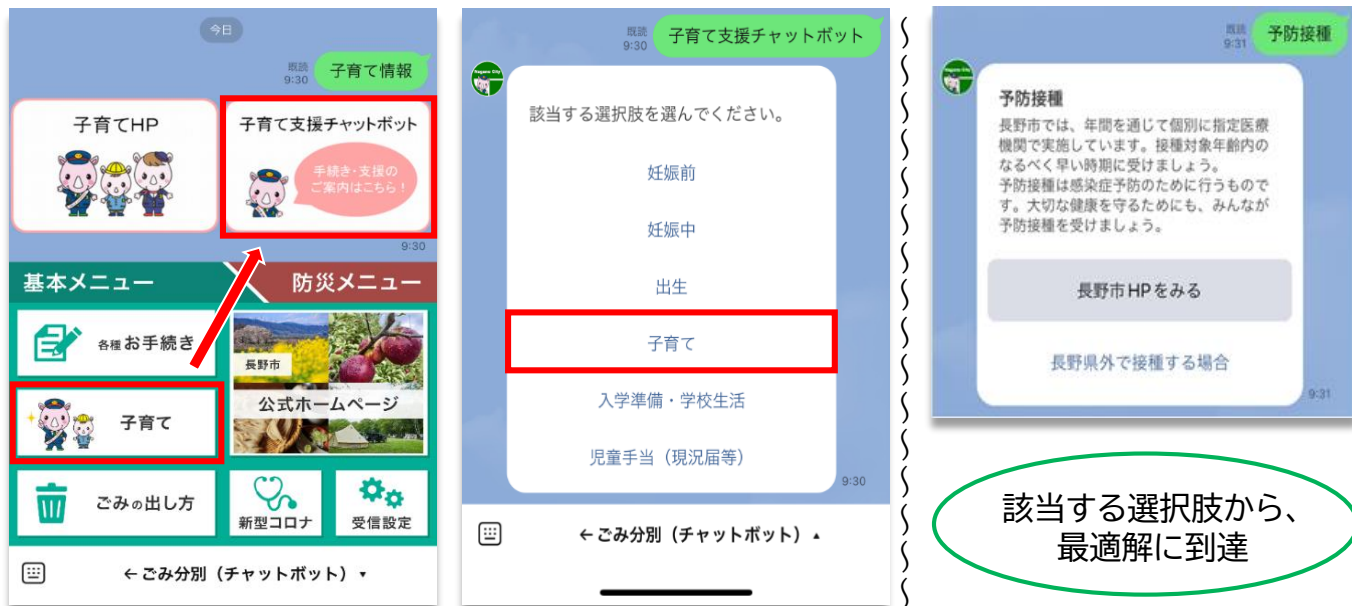 今日
既読
9:30
子育て情報
子育てHP
子育て支援チャットボット
手続き・支援の
ご案内はこちら！
9:30
基本メニュー
防災メニュー
各種お手続き
長野市
公式ホームページ
子育て
ごみの出し方
新型コロナ
受信設定
←ごみ分別（チャットボット）▼
既読
9:30
子育て支援チャットボット
Nagano City
該当する選択肢を選んでください。
妊娠前
妊娠中
出生
子育て
入学準備・学校生活
児童手当（現況届等）
9:30
←ごみ分別（チャットボット）▲
既読
9:31
予防接種
予防接種
長野市では、年間を通じて個別に指定医療
機関で実施しています。接種対象年齢内の
なるべく早い時期に受けましょう。
予防接種は感染症予防のために行うもので
す。大切な健康を守るためにも、みんなが
予防接種を受けましょう。
長野市HPをみる
長野県外で接種する場合
9:31
該当する選択肢から、
最適解に到達